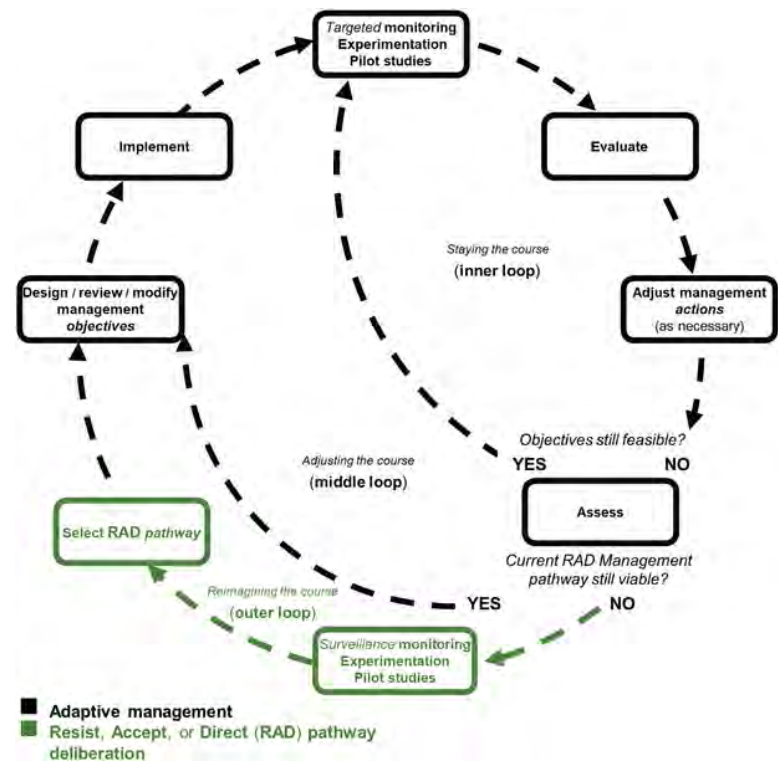 Targeted monitoring
Experimentation
Pilot studies
Implement
Evaluate
Staying the course
(inner loop)
Design / review / modify
management
objectives
Adjust management
actions
(as necessary)
Objectives still feasible?
YES
NO
Adjusting the course
(middle loop)
Select RAD pathway
Assess
Current RAD Management
pathway still viable?
Reimagining the course
(outer loop)
YES
NO
Surveillance monitoring
Experimentation
Pilot studies
Adaptive management
Resist, Accept, or Direct (RAD) pathway
deliberation